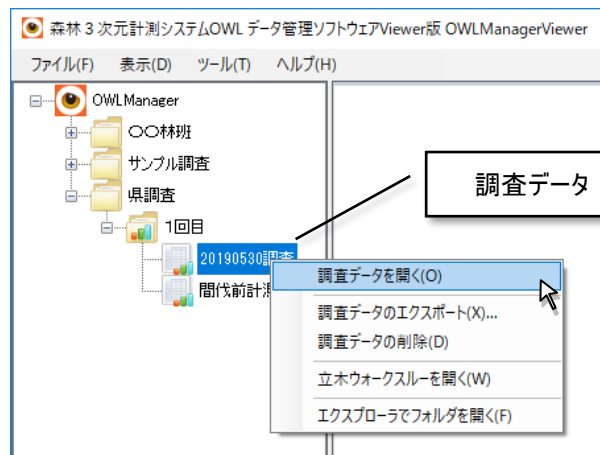 森林３次元計測システムOWL データ管理ソフトウェアViewer版 OWLManagerViewer
ファイル(F) 表示(D) ツール(T) ヘルプ(H)
OWLManager
〇〇林班
サンプル調査
県調査
1回目
20190530調査
間伐前計測
調査データ
調査データを開く(O)
調査データのエクスポート(X)...
調査データの削除(D)
立木ウォークスルーを開く(W)
エクスプローラでフォルダを開く(F)